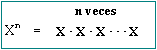 n veces
Xⁿ = X · X · X ··· X